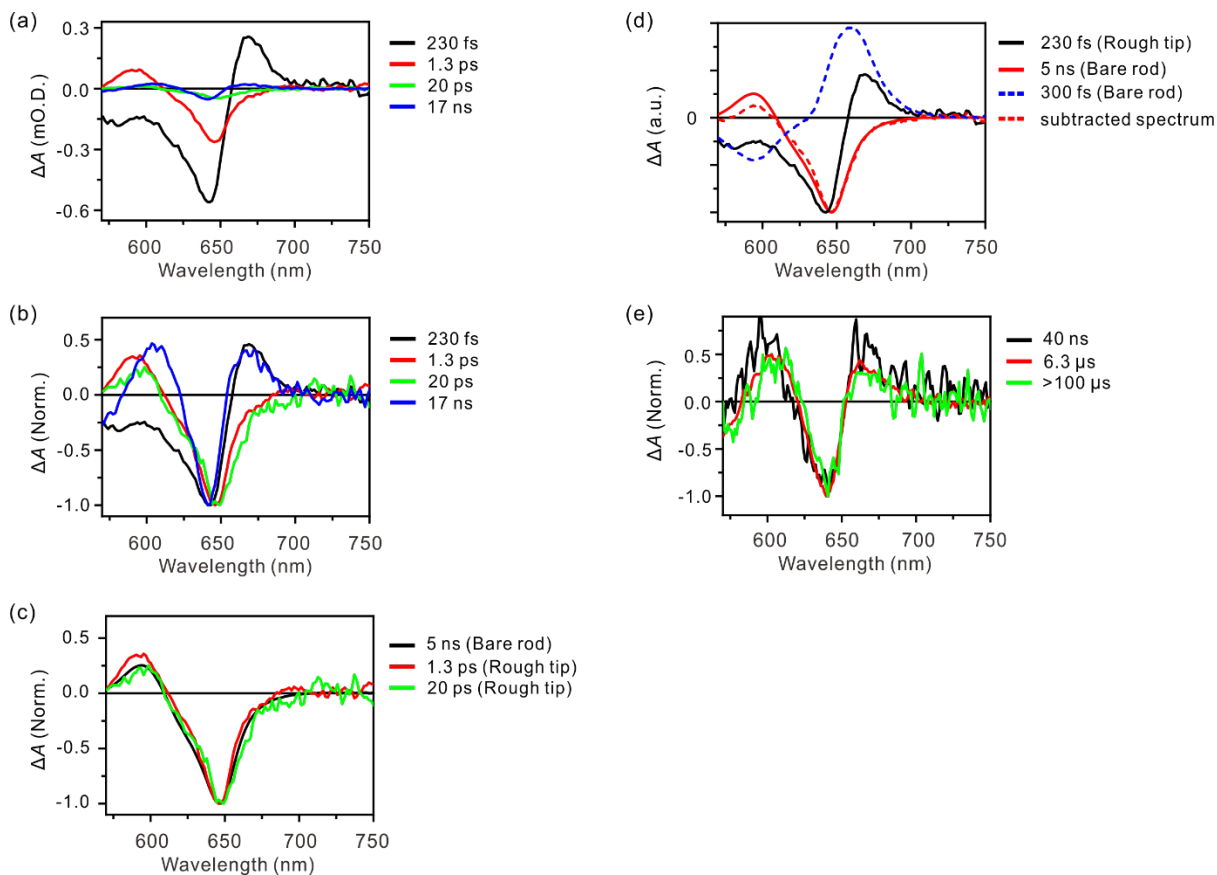 (a)
ΔA (mO.D.)
0.3
0.0
-0.3
-0.6
600
650
700
750
Wavelength (nm)
230 fs
1.3 ps
20 ps
17 ns
(b)
ΔA (Norm.)
0.5
0.0
-0.5
-1.0
600
650
700
750
Wavelength (nm)
230 fs
1.3 ps
20 ps
17 ns
(c)
ΔA (Norm.)
0.5
0.0
-0.5
-1.0
600
650
700
750
Wavelength (nm)
5 ns (Bare rod)
1.3 ps (Rough tip)
20 ps (Rough tip)
(d)
ΔA (a.u.)
0
600
650
700
750
Wavelength (nm)
230 fs (Rough tip)
5 ns (Bare rod)
300 fs (Bare rod)
subtracted spectrum
(e)
ΔA (Norm.)
0.5
0.0
-0.5
-1.0
600
650
700
750
Wavelength (nm)
40 ns
6.3 μs
>100 μs